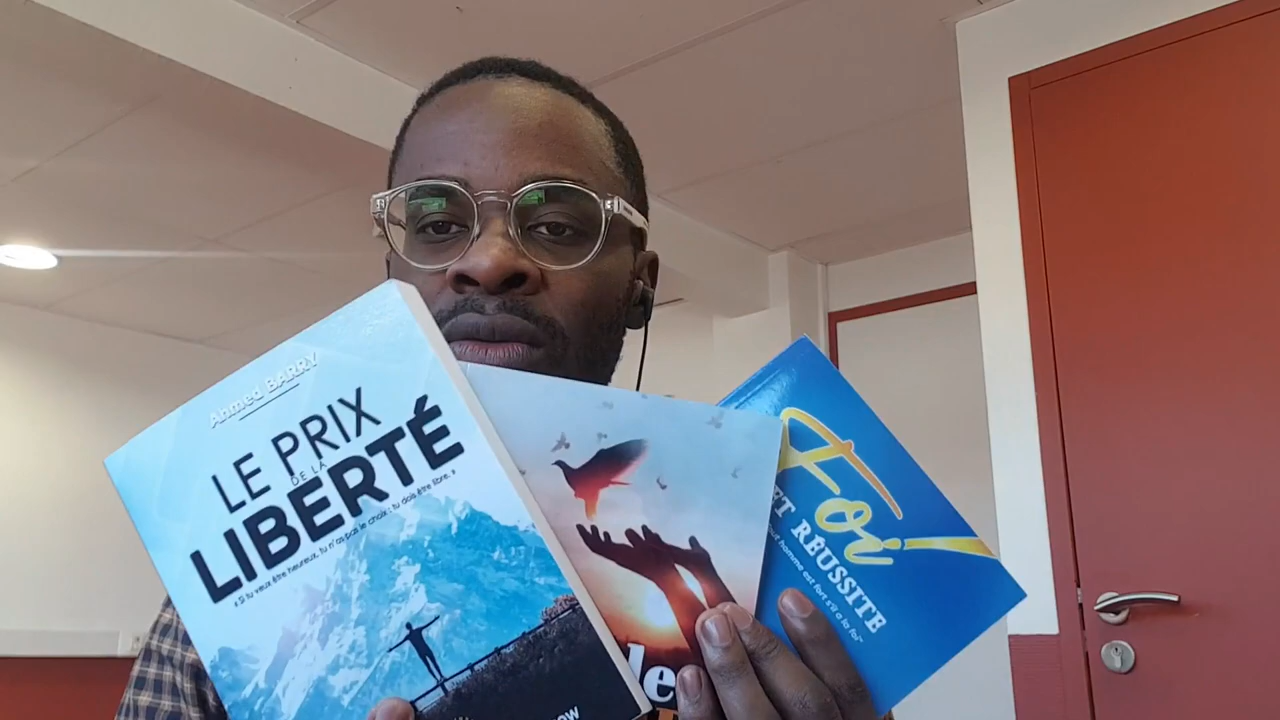 Ahmed BARRY
LE PRIX
DE LA
LIBERTÉ
« Si tu veux être heureux, tu n'as pas le choix : tu dois être libre. »
Foi
ET RÉUSSITE
homme est fort s'il a la foi"